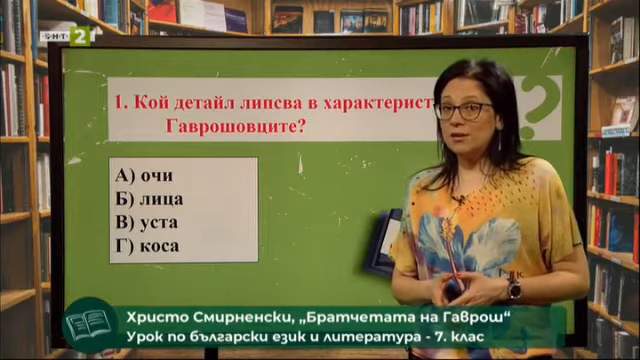 БНТ 2
1. Кой детайл липсва в характерист
Гаврошовците?
А) очи
Б) лица
В) уста
Г) коса
Христо Смирненски, „Братчетата на Гаврош“
Урок по български език и литература - 7. клас